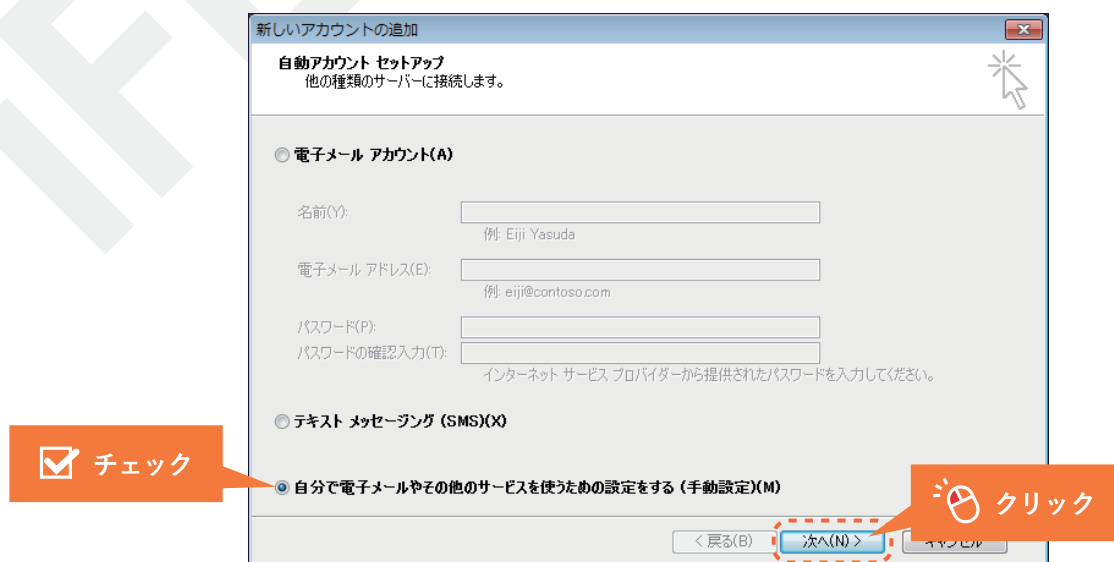 新しいアカウントの追加
自動アカウント セットアップ
他の種類のサーバーに接続します。
電子メール アカウント(A)
名前(Y):
例: Eiji Yasuda
電子メール アドレス(E):
例: eiji@contoso.com
パスワード(P):
パスワードの確認入力(T):
インターネット サービス プロバイダーから提供されたパスワードを入力してください。
テキスト メッセージング (SMS)(X)
チェック
自分で電子メールやその他のサービスを使うための設定をする (手動設定)(M)
クリック
< 戻る(B)
次へ(N) >
キャンセル